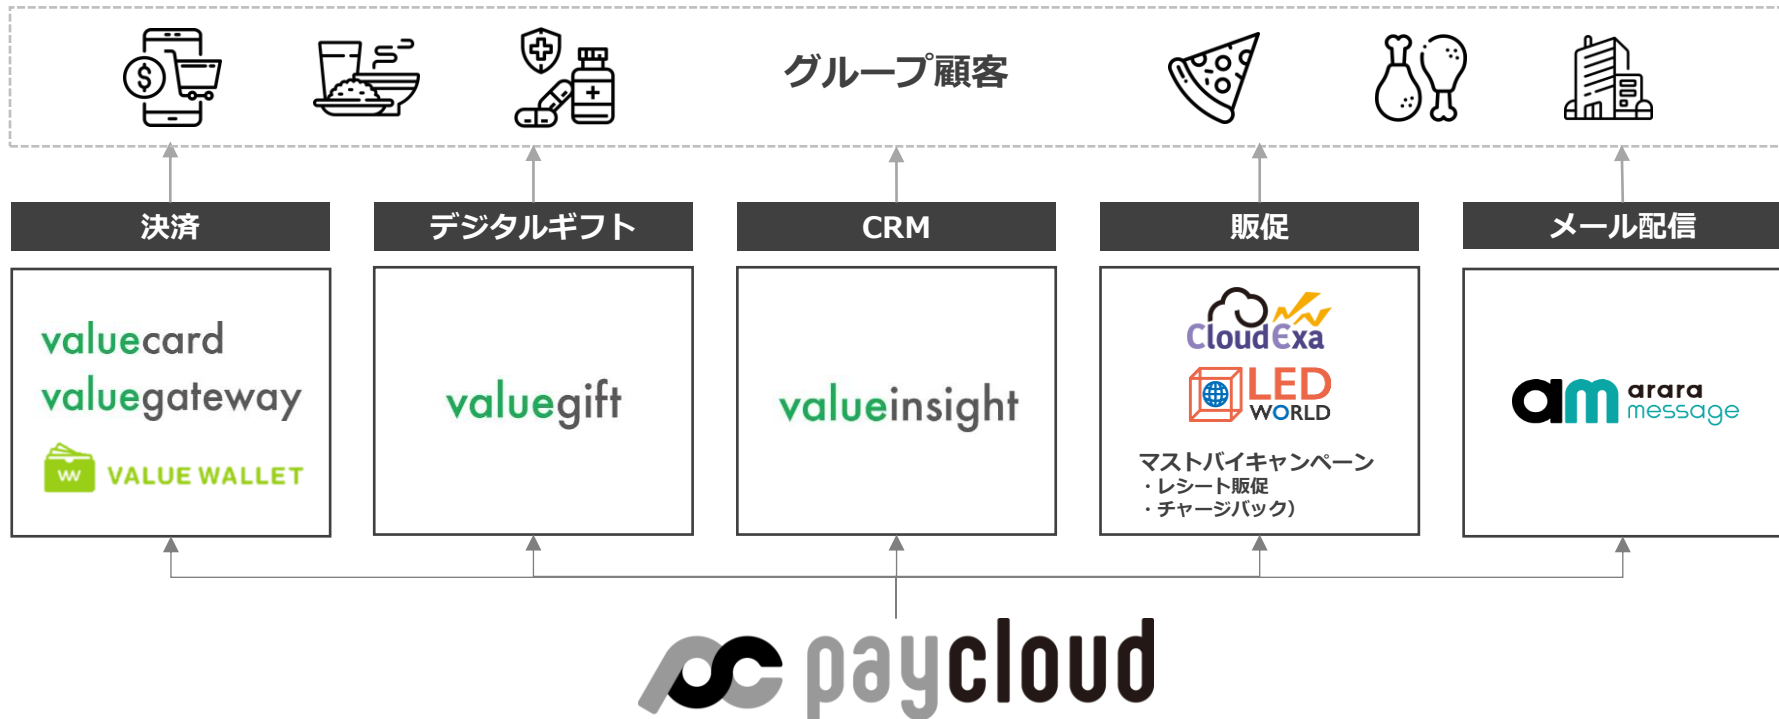 グループ顧客
決済
デジタルギフト
CRM
販促
メール配信
valuecard
valuegateway
VALUE WALLET
valuegift
valueinsight
CloudExa
LED
WORLD
マストバイキャンペーン
・レシート販促
・チャージバック）
am arara
message
paycloud